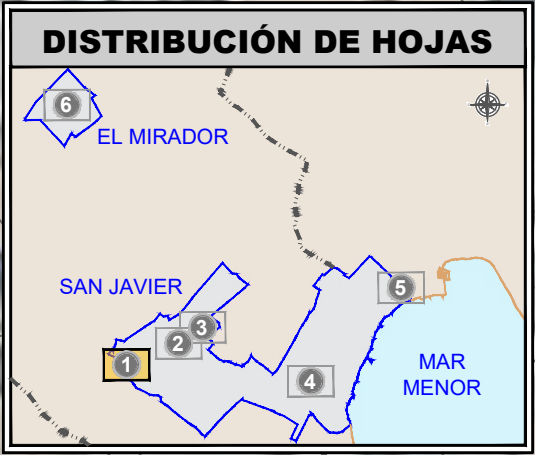 DISTRIBUCIÓN DE HOJAS
6
EL MIRADOR
SAN JAVIER
5
3
2
1
4
MAR
MENOR